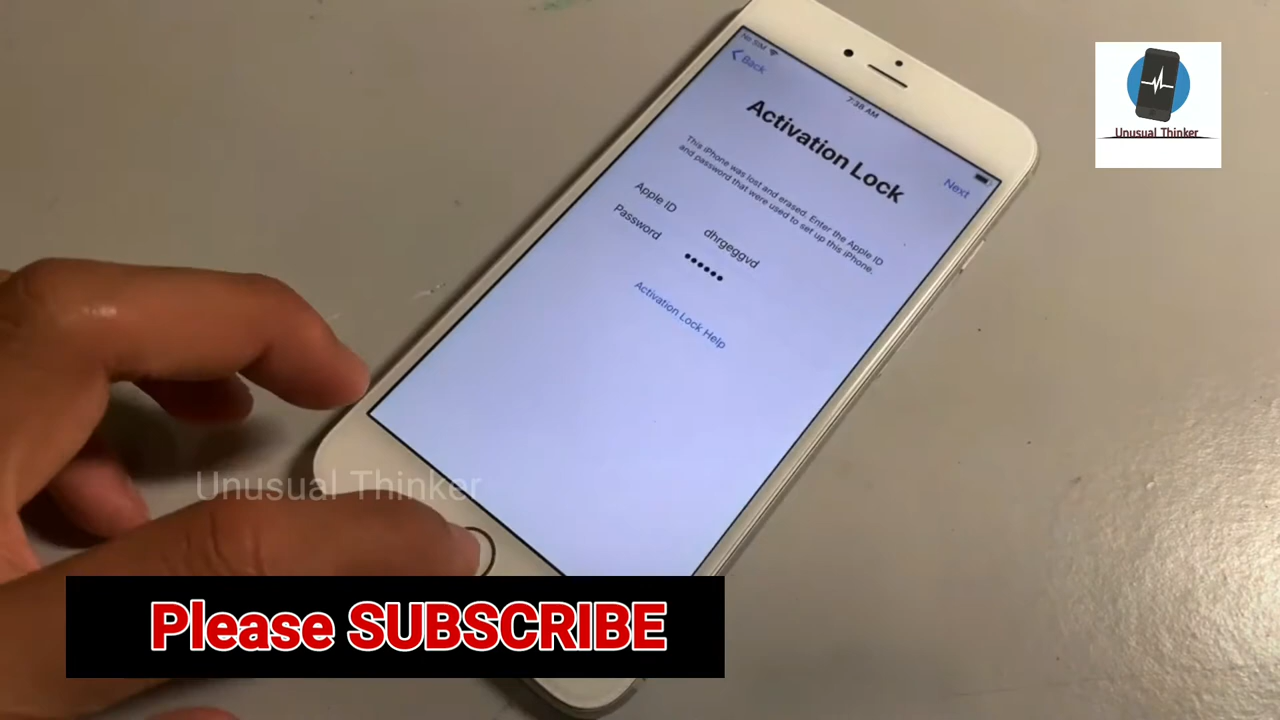 No SIM
7:38 AM
Back
Next
Activation Lock
This iPhone was lost and erased. Enter the Apple ID
and password that were used to set up this iPhone.
Apple ID dhrgeggvd
Password ••••••
Activation Lock Help
Unusual Thinker
Unusual Thinker
Please SUBSCRIBE